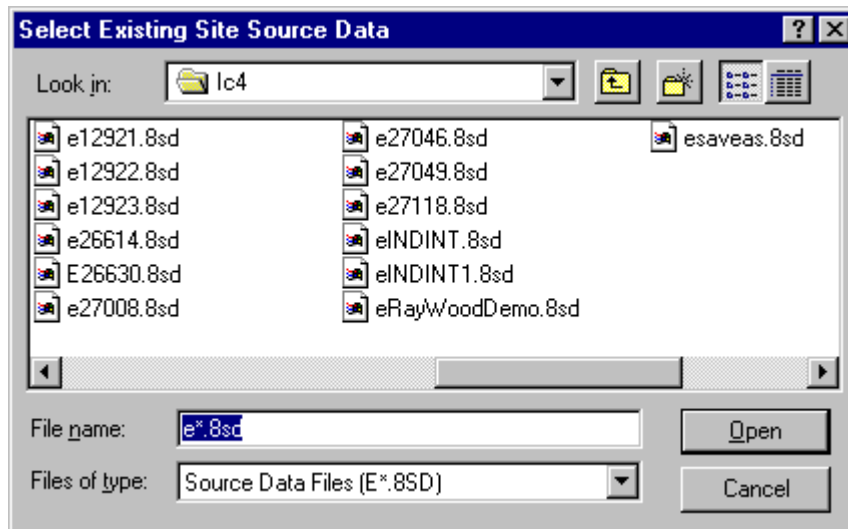 Select Existing Site Source Data
Look in: lc4
e12921.8sd
e12922.8sd
e12923.8sd
e26614.8sd
E26630.8sd
e27008.8sd
e27046.8sd
e27049.8sd
e27118.8sd
eINDINT.8sd
eINDINT1.8sd
eRayWoodDemo.8sd
esaveas.8sd
File name: e*.8sd
Open
Files of type: Source Data Files (E*.8SD)
Cancel